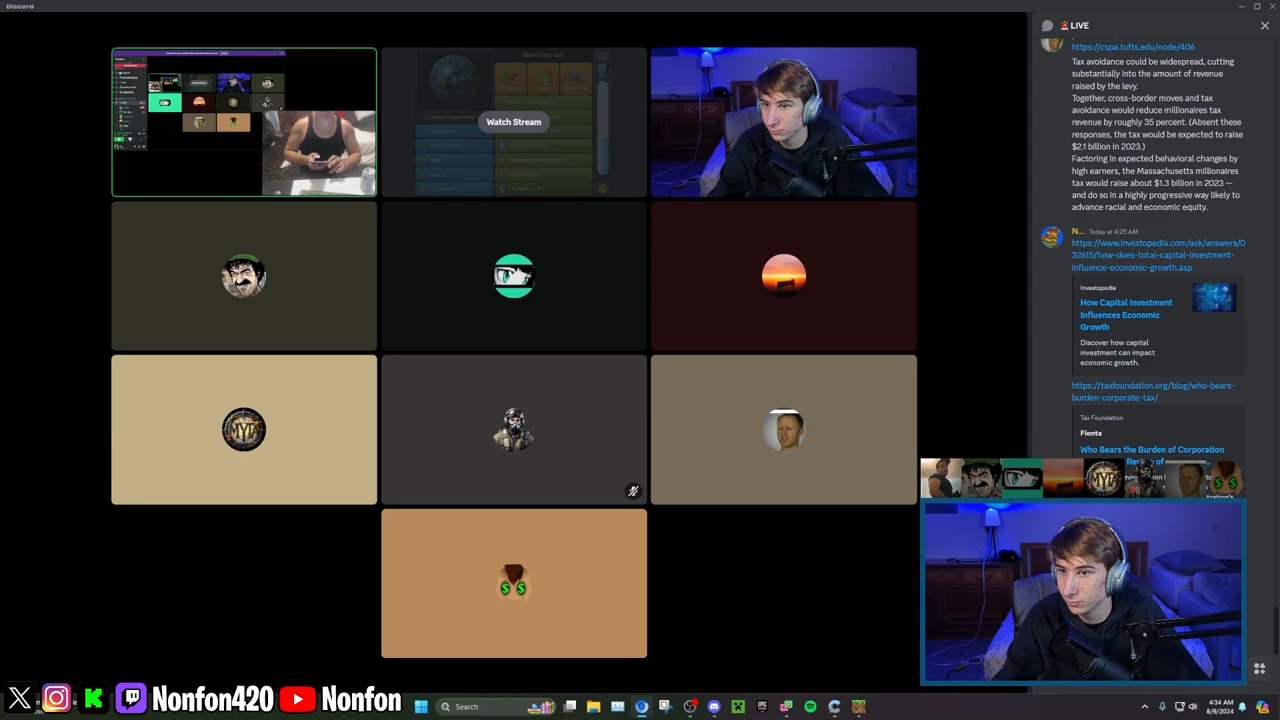 Discord
LIVE
https://cspa.tufts.edu/node/406
Tax avoidance could be widespread, cutting
substantially into the amount of revenue
raised by the levy.
Together, cross-border moves and tax
avoidance would reduce millionaires tax
revenue by roughly 35 percent. (Absent these
responses, the tax would be expected to raise
$2.1 billion in 2023.)
Factoring in expected behavioral changes by
high earners, the Massachusetts millionaires
tax would raise about $1.3 billion in 2023 —
and do so in a highly progressive way likely to
advance racial and economic equity.
Watch Stream
N... Today at 4:25 AM
https://www.investopedia.com/ask/answers/0
32615/how-does-total-capital-investment-
influence-economic-growth.asp
Investopedia
How Capital Investment
Influences Economic
Growth
Discover how capital
investment can impact
economic growth.
https://taxfoundation.org/blog/who-bears-
burden-corporate-tax/
Tax Foundation
Fionta
Who Bears the Burden of Corporation
MYF
MYF
$ $
Nonfon420
Nonfon
Search
4:34 AM
8/9/2024